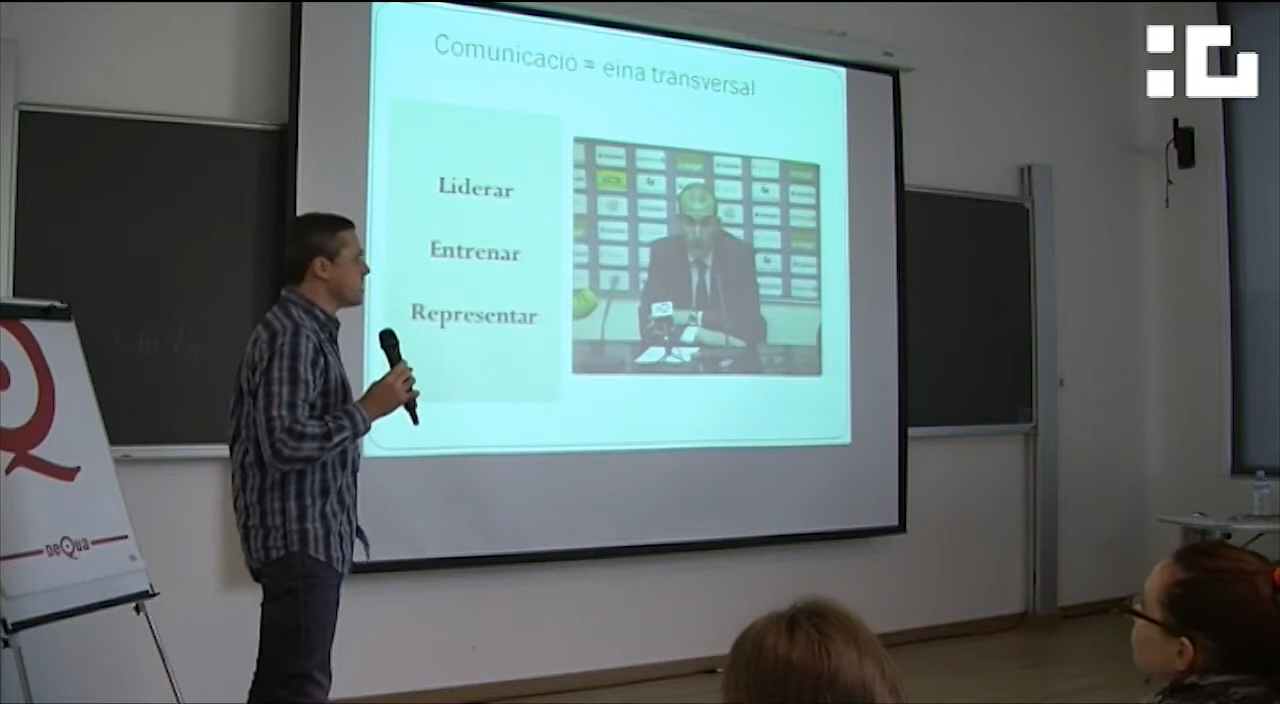 Comunicació = eina transversal
Liderar
Entrenar
Representar
DeQua